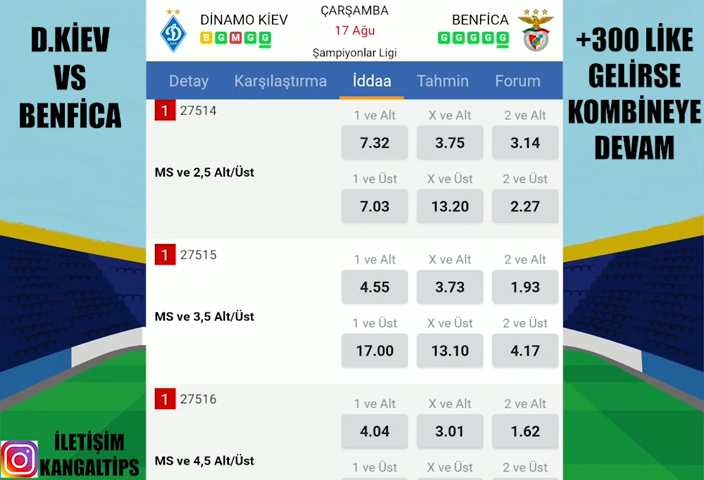 D.KİEV
VS
BENFİCA
DİNAMO KİEV
B G M G G
ÇARŞAMBA
17 Ağu
Şampiyonlar Ligi
BENFİCA
G G G G G
+300 LİKE
GELİRSE
KOMBİNEYE
DEVAM
Detay Karşılaştırma İddaa Tahmin Forum
1 27514
MS ve 2,5 Alt/Üst
1 ve Alt X ve Alt 2 ve Alt
7.32 3.75 3.14
1 ve Üst X ve Üst 2 ve Üst
7.03 13.20 2.27
1 27515
MS ve 3,5 Alt/Üst
1 ve Alt X ve Alt 2 ve Alt
4.55 3.73 1.93
1 ve Üst X ve Üst 2 ve Üst
17.00 13.10 4.17
1 27516
MS ve 4,5 Alt/Üst
1 ve Alt X ve Alt 2 ve Alt
4.04 3.01 1.62
1 ve Üst X ve Üst 2 ve Üst
İLETİŞİM
KANGALTİPS